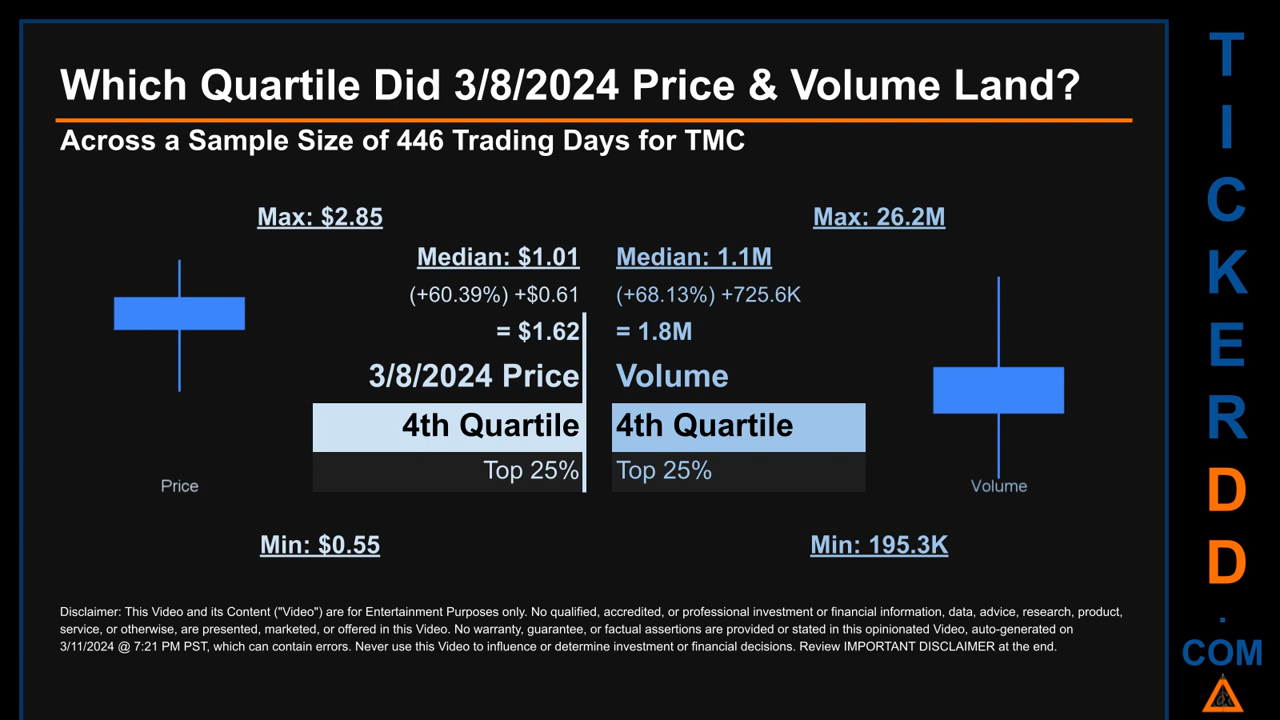 Which Quartile Did 3/8/2024 Price & Volume Land?
Across a Sample Size of 446 Trading Days for TMC
Max: $2.85
Median: $1.01
(+60.39%) +$0.61
= $1.62
3/8/2024 Price
4th Quartile
Top 25%
Price
Min: $0.55
Max: 26.2M
Median: 1.1M
(+68.13%) +725.6K
= 1.8M
Volume
4th Quartile
Top 25%
Volume
Min: 195.3K
Disclaimer: This Video and its Content ("Video") are for Entertainment Purposes only. No qualified, accredited, or professional investment or financial information, data, advice, research, product,
service, or otherwise, are presented, marketed, or offered in this Video. No warranty, guarantee, or factual assertions are provided or stated in this opinionated Video, auto-generated on
3/11/2024 @ 7:21 PM PST, which can contain errors. Never use this Video to influence or determine investment or financial decisions. Review IMPORTANT DISCLAIMER at the end.
T
I
C
K
E
R
D
D
.
COM